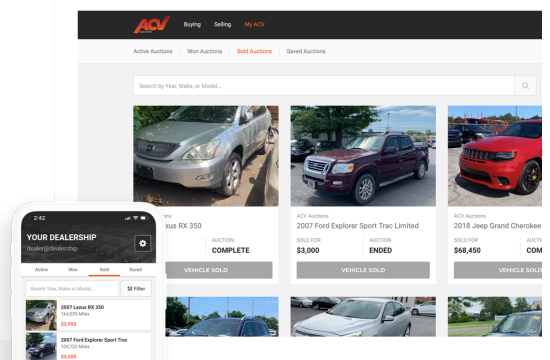 ACV
Buying
Selling
My ACV
Active Auctions
Won Auctions
Sold Auctions
Saved Auctions
Search by Year, Make, or Model...
xus RX 350
AUCTION
COMPLETE
VEHICLE SOLD
ACV Auctions
2007 Ford Explorer Sport Trac Limited
SOLD FOR
AUCTION
$3,000
ENDED
VEHICLE SOLD
ACV Auctions
2018 Jeep Grand Cherokee
SOLD FOR
AUCTION
$68,450
COM
VEHICLE SOLD
2:42
YOUR DEALERSHIP
dealer@dealership
Active
Won
Sold
Saved
Search Year, Make or Model...
Filter
2007 Lexus RX 350
164,035 Miles
$3,950
2007 Ford Explorer Sport Trac
108,722 Miles
$3,000